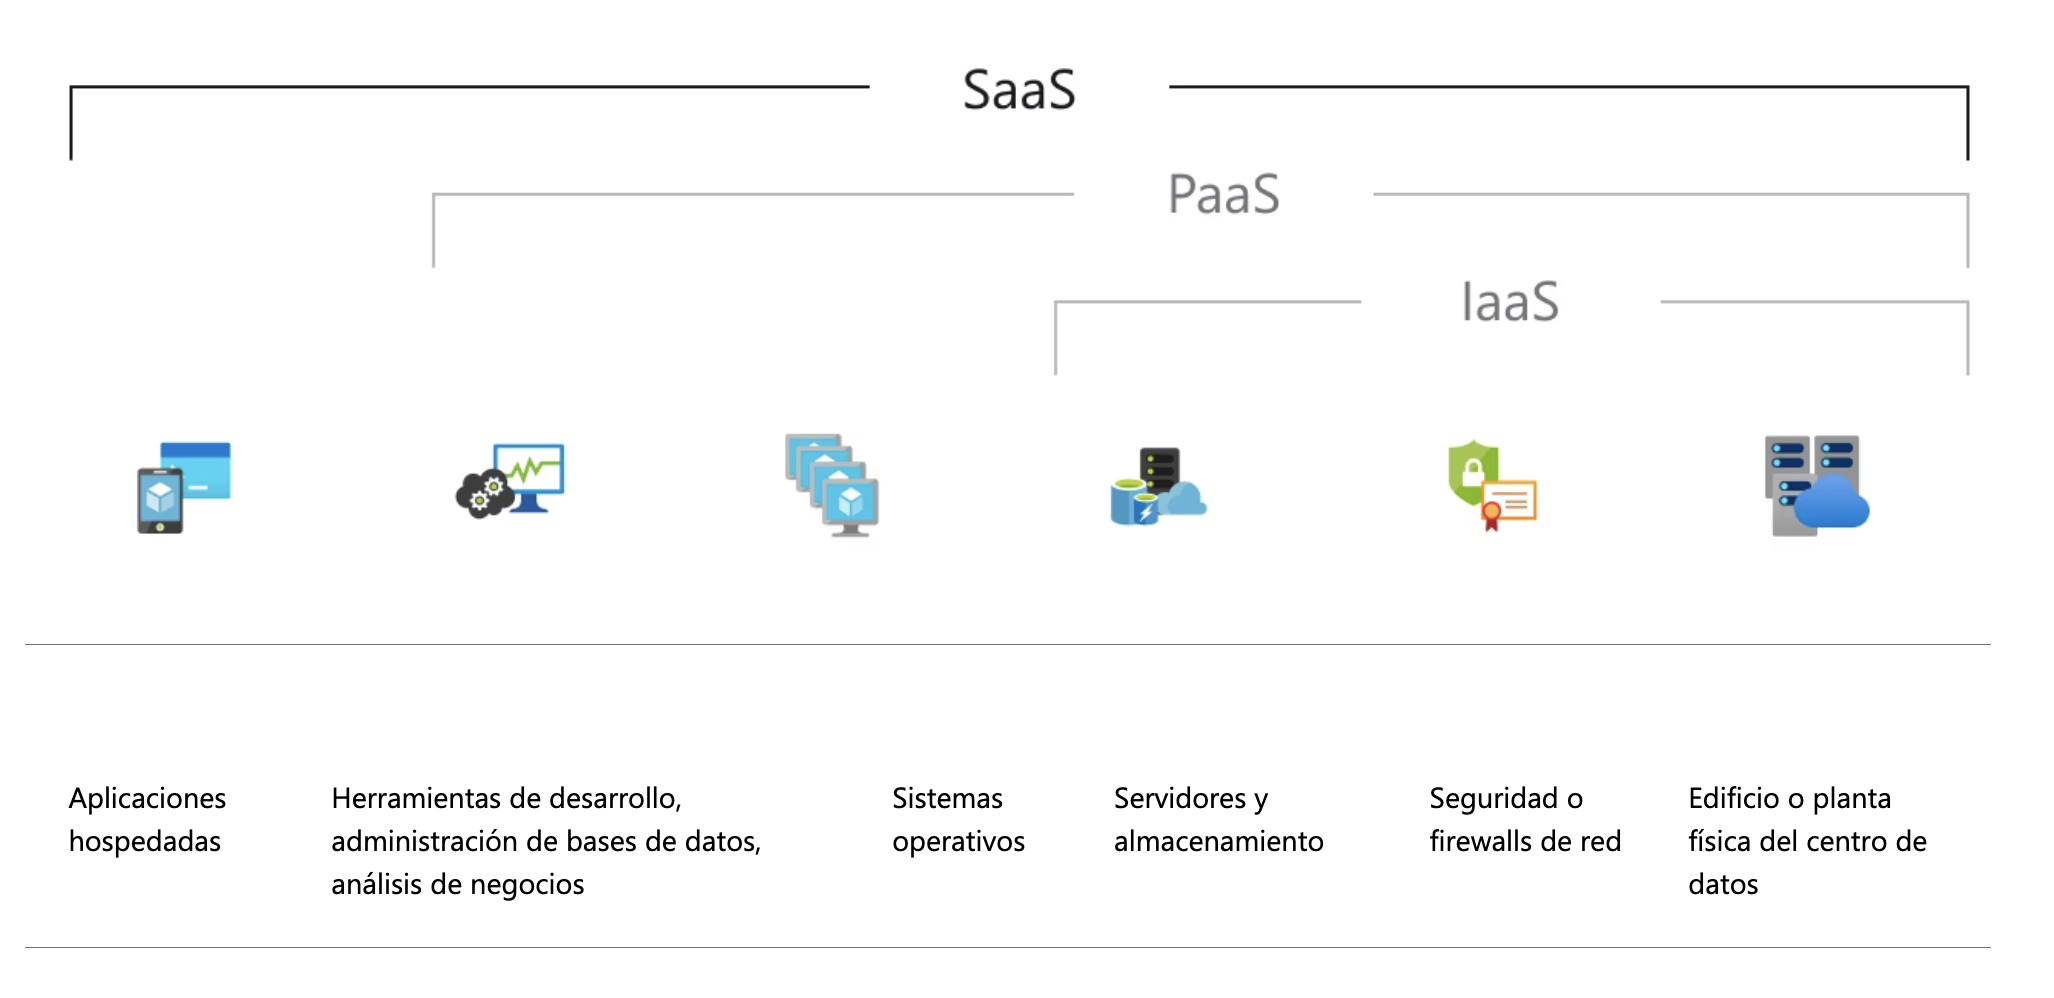 SaaS
PaaS
IaaS
Aplicaciones
hospedadas
Herramientas de desarrollo,
administración de bases de datos,
análisis de negocios
Sistemas
operativos
Servidores y
almacenamiento
Seguridad o
firewalls de red
Edificio o planta
física del centro de
datos